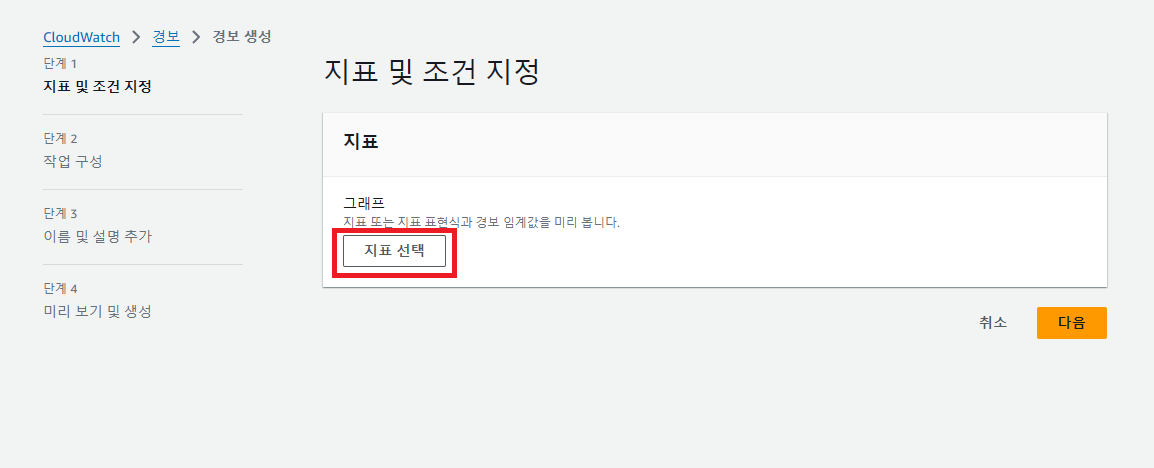 CloudWatch > 경보 > 경보 생성
단계 1
지표 및 조건 지정
단계 2
작업 구성
단계 3
이름 및 설명 추가
단계 4
미리 보기 및 생성
지표 및 조건 지정
지표
그래프
지표 또는 지표 표현식과 경보 임계값을 미리 봅니다.
지표 선택
취소
다음